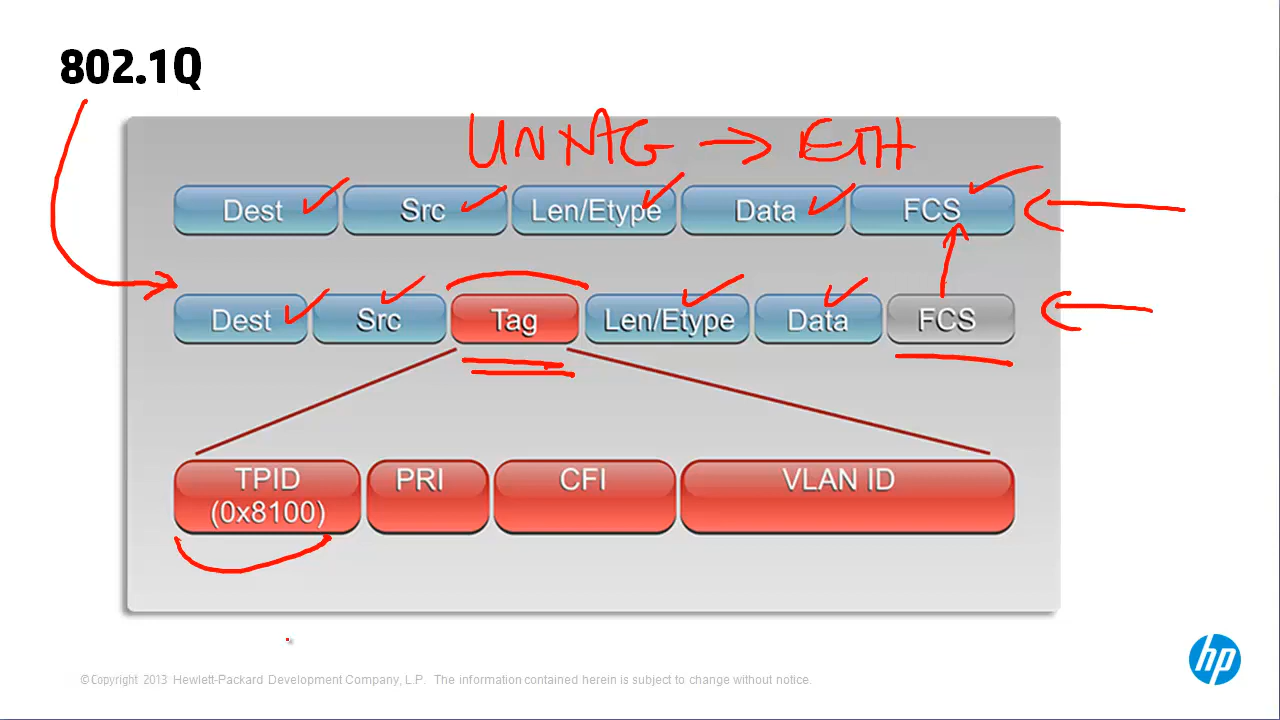 802.1Q
UNTAG → ETH
Dest Src Len/Etype Data FCS
Dest Src Tag Len/Etype Data FCS
TPID PRI CFI VLAN ID
(0x8100)
hp
©Copyright 2013 Hewlett-Packard Development Company, L.P. The information contained herein is subject to change without notice.